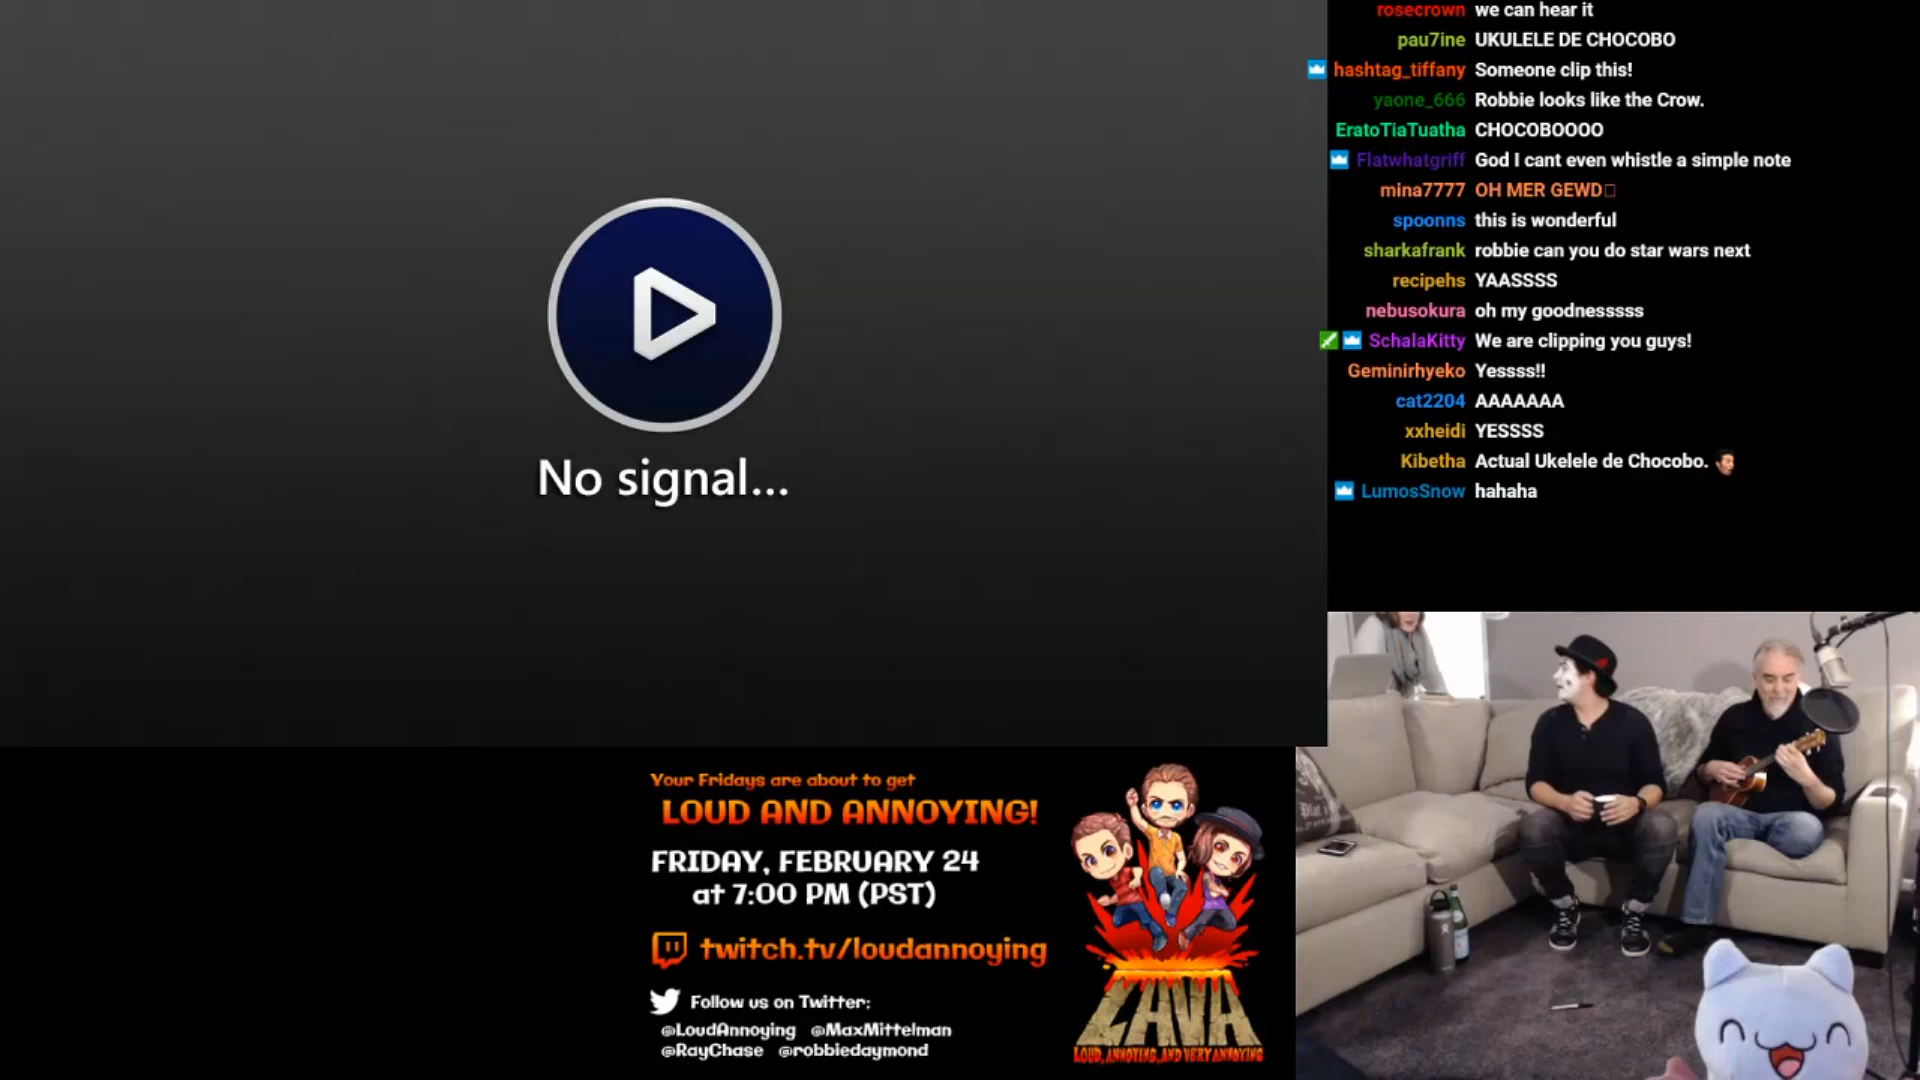 No signal...
rosecrown we can hear it
pau7ine UKULELE DE CHOCOBO
hashtag_tiffany Someone clip this!
yaone_666 Robbie looks like the Crow.
EratoTiaTuatha CHOCOBOOOO
Flatwhatgriff God I cant even whistle a simple note
mina7777 OH MER GEWD
spoonns this is wonderful
sharkafrank robbie can you do star wars next
recipehs YAASSSS
nebusokura oh my goodnesssss
SchalaKitty We are clipping you guys!
Geminirhyeko Yessss!!
cat2204 AAAAAAA
xxheidi YESSSS
Kibetha Actual Ukelele de Chocobo.
LumosSnow hahaha
Your Fridays are about to get
LOUD AND ANNOYING!
FRIDAY, FEBRUARY 24
at 7:00 PM (PST)
twitch.tv/loudannoying
Follow us on Twitter:
@LoudAnnoying @MaxMittelman
@RayChase @robbiedaymond
LAVA
LOUD, ANNOYING, AND VERY ANNOYING